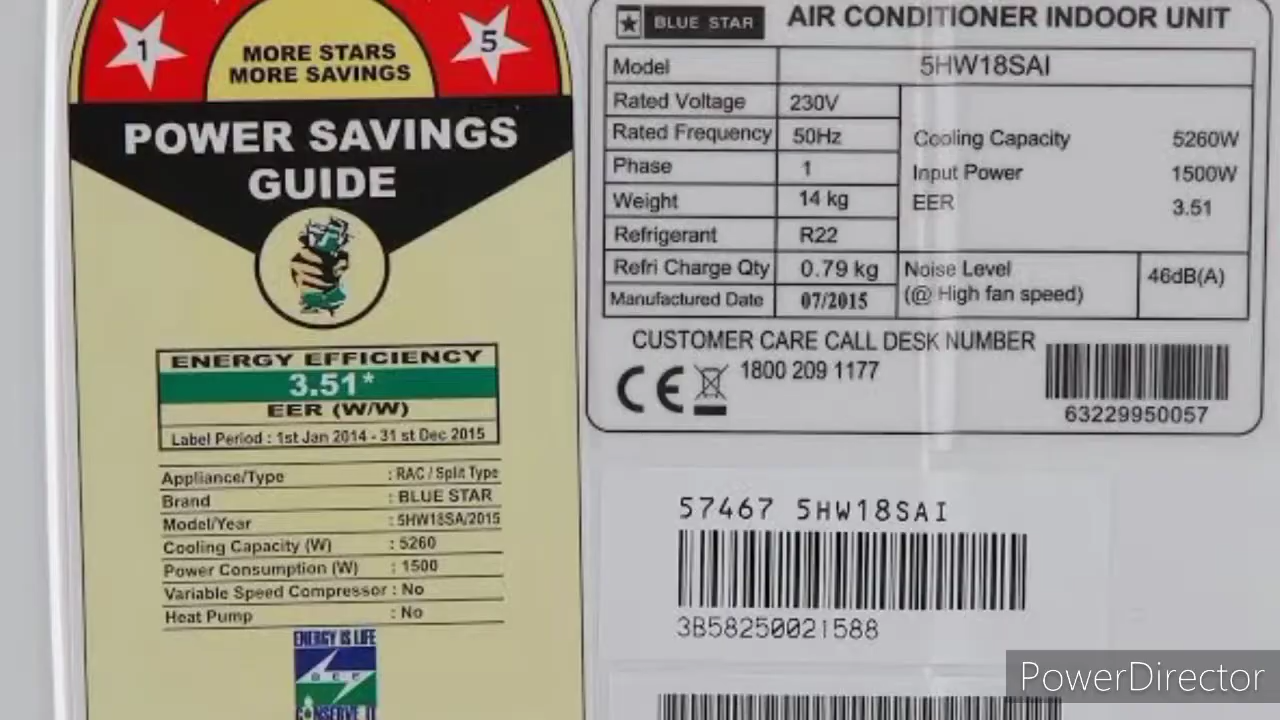 1
5
MORE STARS
MORE SAVINGS
POWER SAVINGS
GUIDE
ENERGY EFFICIENCY
3.51*
EER (W/W)
Label Period : 1st Jan 2014 - 31 st Dec 2015
Appliance/Type : RAC / Split Type
Brand : BLUE STAR
Model/Year : 5HW18SA/2015
Cooling Capacity (W) : 5260
Power Consumption (W) : 1500
Variable Speed Compressor : No
Heat Pump : No
ENERGY IS LIFE
BEE
CONSERVE IT
BLUE STAR AIR CONDITIONER INDOOR UNIT
Model 5HW18SAI
Rated Voltage 230V
Rated Frequency 50Hz
Phase 1
Weight 14 kg
Refrigerant R22
Refri Charge Qty 0.79 kg
Manufactured Date 07/2015
Cooling Capacity 5260W
Input Power 1500W
EER 3.51
Noise Level 46dB(A)
(@ High fan speed)
CUSTOMER CARE CALL DESK NUMBER
1800 209 1177
CE
63229950057
57467 5HW18SAI
3B58250021588
PowerDirector